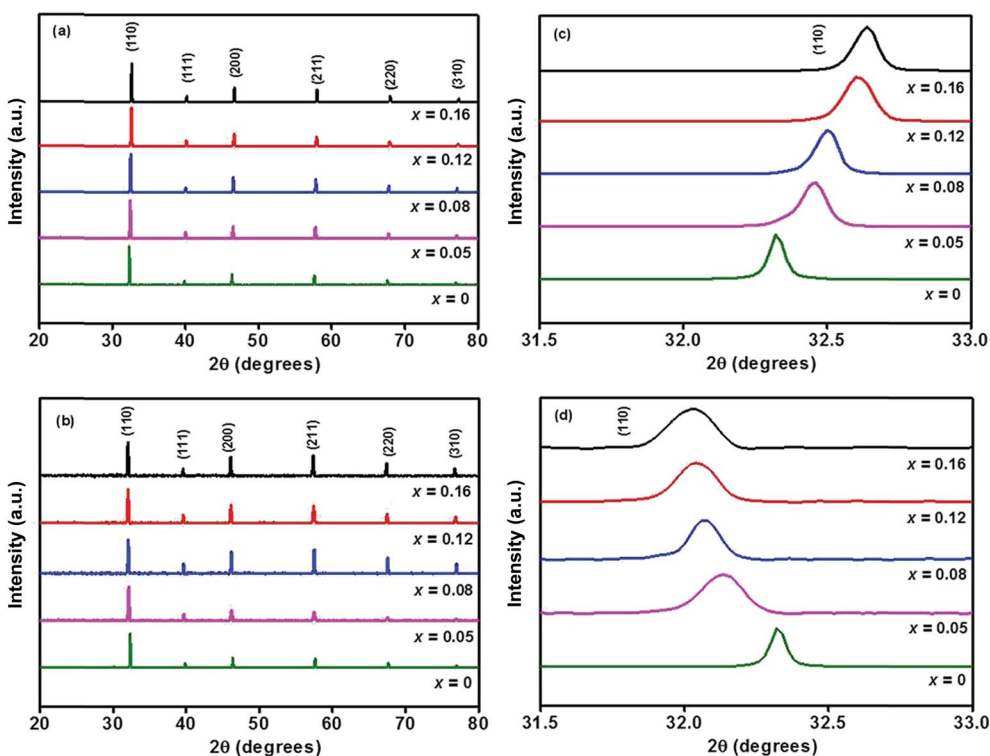 (a)
(110)
(111)
(200)
(211)
(220)
(310)
x = 0.16
x = 0.12
x = 0.08
x = 0.05
x = 0
Intensity (a.u.)
20 30 40 50 60 70 80
2θ (degrees)
(c)
(110)
x = 0.16
x = 0.12
x = 0.08
x = 0.05
x = 0
Intensity (a.u.)
31.5 32.0 32.5 33.0
2θ (degrees)
(b)
(110)
(111)
(200)
(211)
(220)
(310)
x = 0.16
x = 0.12
x = 0.08
x = 0.05
x = 0
Intensity (a.u.)
20 30 40 50 60 70 80
2θ (degrees)
(d)
(110)
x = 0.16
x = 0.12
x = 0.08
x = 0.05
x = 0
Intensity (a.u.)
31.5 32.0 32.5 33.0
2θ (degrees)